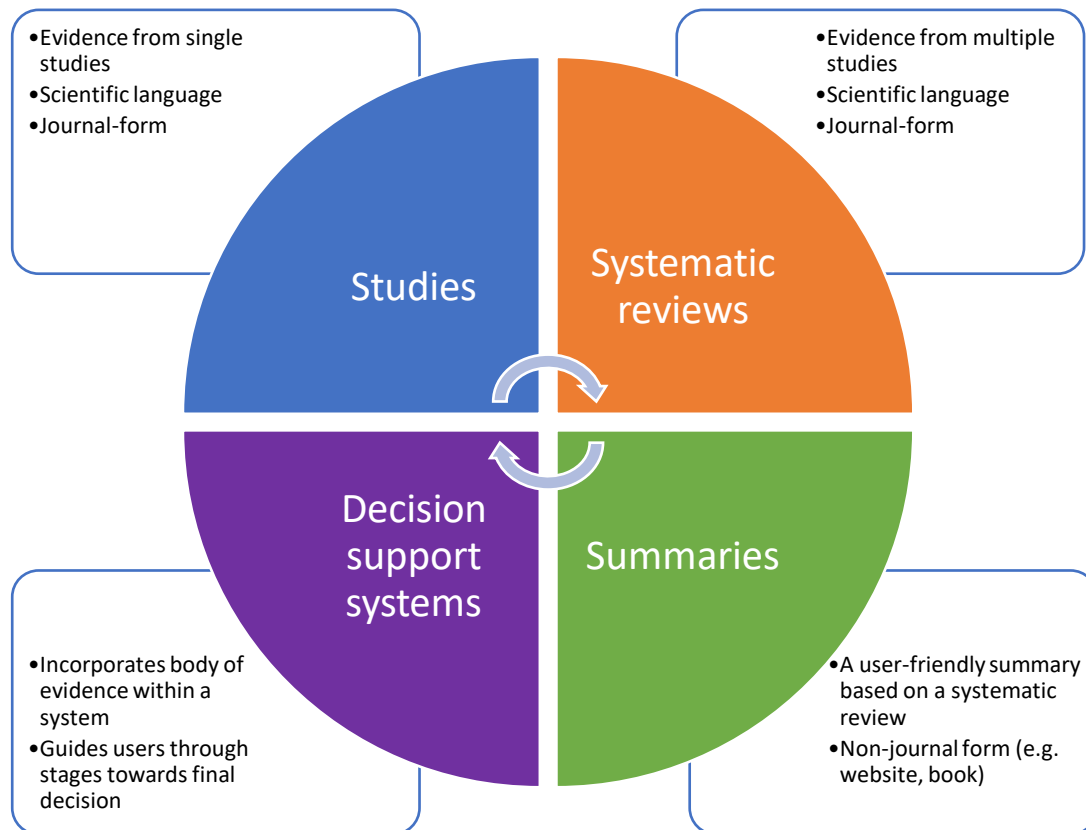 •Evidence from single
studies
•Scientific language
•Journal-form
•Evidence from multiple
studies
•Scientific language
•Journal-form
Studies
Systematic
reviews
Decision
support
systems
Summaries
•Incorporates body of
evidence within a
system
•Guides users through
stages towards final
decision
•A user-friendly summary
based on a systematic
review
•Non-journal form (e.g.
website, book)